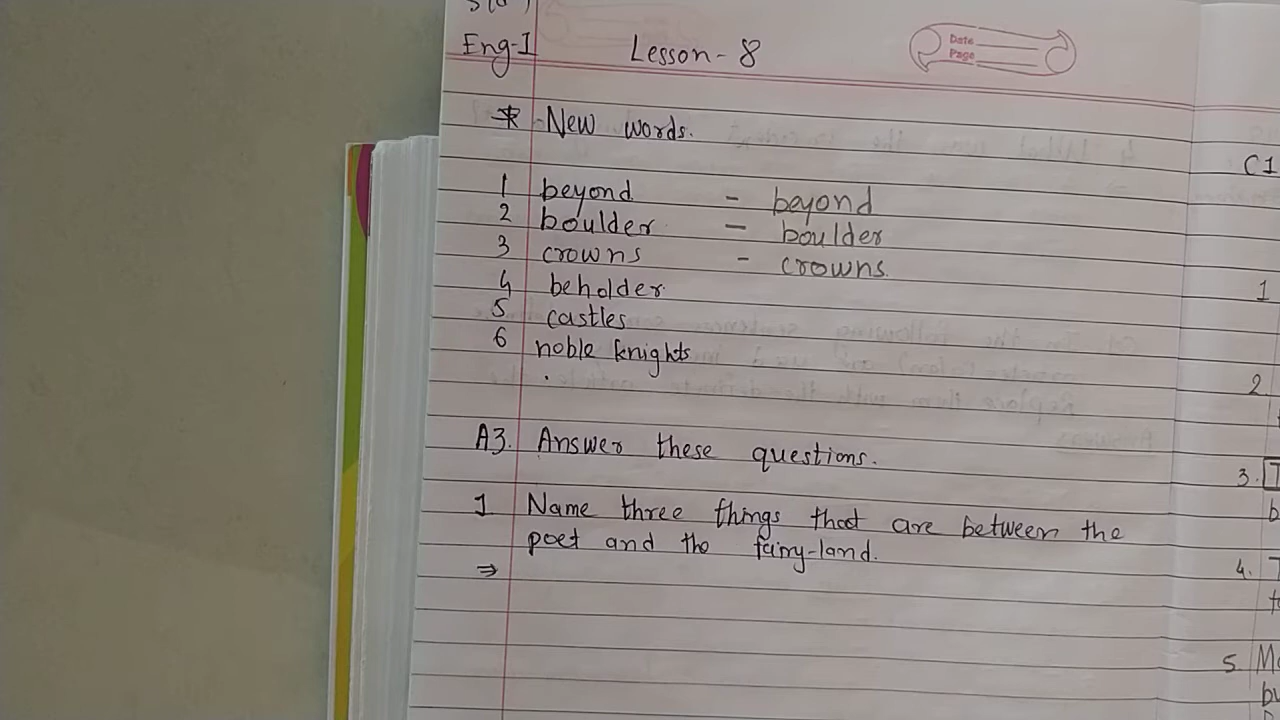 Eng-I
Lesson - 8
Date
Page
* New words.
1 beyond - beyond
2 boulder - boulder
3 crowns - crowns.
4 beholder.
5 castles
6 noble knights
A3. Answer these questions.
1 Name three things that are between the
poet and the fairy-land.
⇒
C1
1
2.
3.
4.
5.